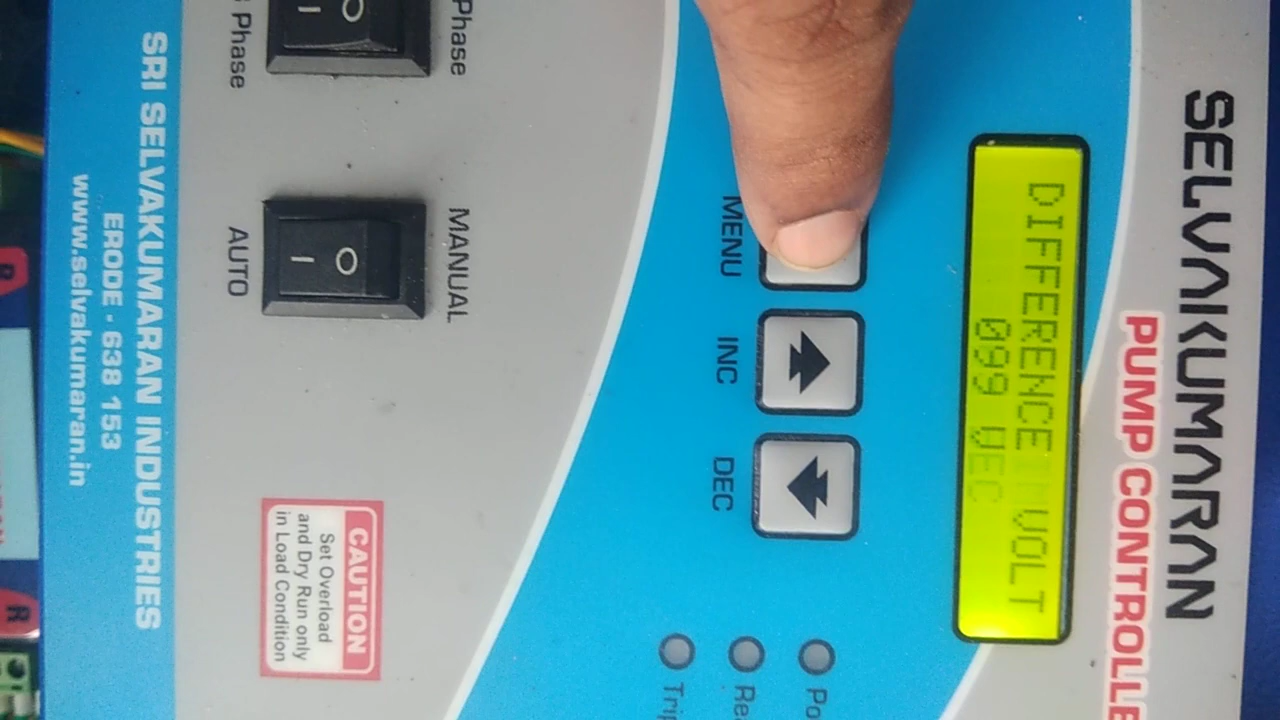 SELVAKUMARAN
PUMP CONTROLLE
DIFFERENCE VOLT
099
MENU
INC
DEC
Phase
Phase
MANUAL
AUTO
O
I
O
I
CAUTION
Set Overload
and Dry Run only
in Load Condition
SRI SELVAKUMARAN INDUSTRIES
ERODE - 638 153
www.selvakumaran.in
R
R